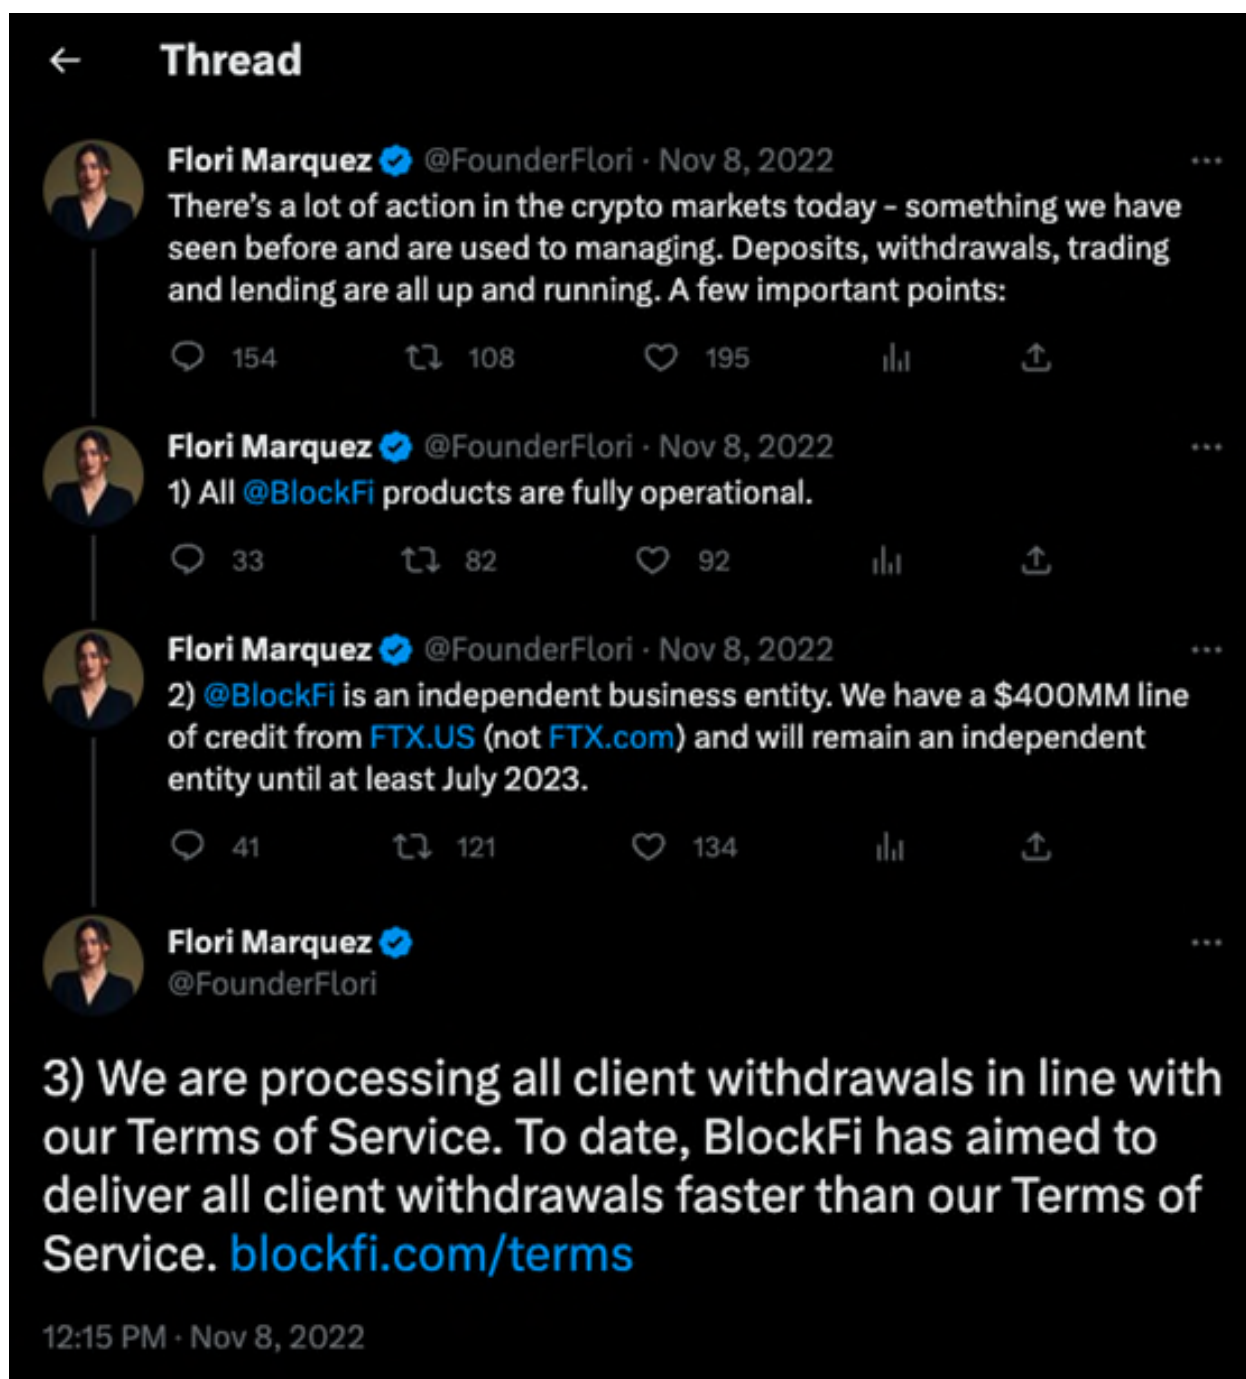 Thread
Flori Marquez @FounderFlori · Nov 8, 2022
There's a lot of action in the crypto markets today - something we have
seen before and are used to managing. Deposits, withdrawals, trading
and lending are all up and running. A few important points:
154 108 195
Flori Marquez @FounderFlori · Nov 8, 2022
1) All @BlockFi products are fully operational.
33 82 92
Flori Marquez @FounderFlori · Nov 8, 2022
2) @BlockFi is an independent business entity. We have a $400MM line
of credit from FTX.US (not FTX.com) and will remain an independent
entity until at least July 2023.
41 121 134
Flori Marquez
@FounderFlori
3) We are processing all client withdrawals in line with
our Terms of Service. To date, BlockFi has aimed to
deliver all client withdrawals faster than our Terms of
Service. blockfi.com/terms
12:15 PM · Nov 8, 2022